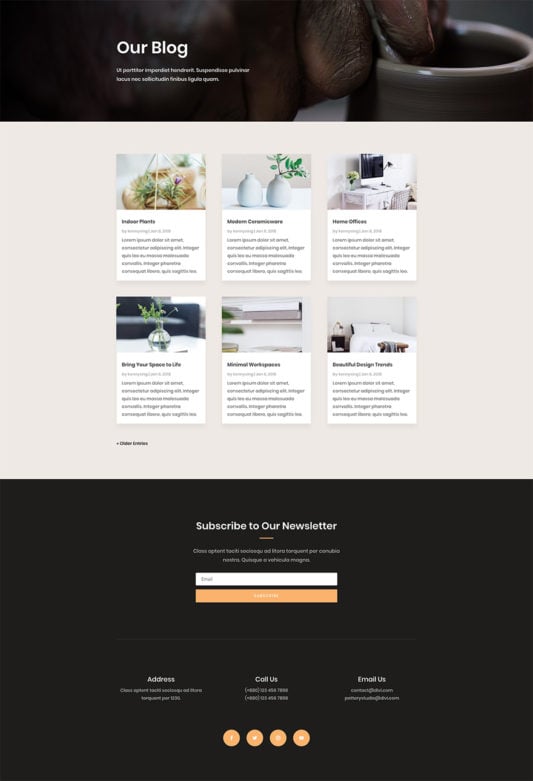 Our Blog
Ut porttitor imperdiet hendrerit. Suspendisse pulvinar
lacus nec sollicitudin finibus ligula quam.
Indoor Plants
by kennysing | Jan 9, 2018
Lorem ipsum dolor sit amet,
consectetur adipiscing elit. Integer
quis leo eu massa malesuada
convallis. Integer pharetra
consequat libero, quis sagittis leo.
Modern Ceramicware
by kennysing | Jan 9, 2018
Lorem ipsum dolor sit amet,
consectetur adipiscing elit. Integer
quis leo eu massa malesuada
convallis. Integer pharetra
consequat libero, quis sagittis leo.
Home Offices
by kennysing | Jan 9, 2018
Lorem ipsum dolor sit amet,
consectetur adipiscing elit. Integer
quis leo eu massa malesuada
convallis. Integer pharetra
consequat libero, quis sagittis leo.
Bring Your Space to Life
by kennysing | Jan 9, 2018
Lorem ipsum dolor sit amet,
consectetur adipiscing elit. Integer
quis leo eu massa malesuada
convallis. Integer pharetra
consequat libero, quis sagittis leo.
Minimal Workspaces
by kennysing | Jan 9, 2018
Lorem ipsum dolor sit amet,
consectetur adipiscing elit. Integer
quis leo eu massa malesuada
convallis. Integer pharetra
consequat libero, quis sagittis leo.
Beautiful Design Trends
by kennysing | Jan 9, 2018
Lorem ipsum dolor sit amet,
consectetur adipiscing elit. Integer
quis leo eu massa malesuada
convallis. Integer pharetra
consequat libero, quis sagittis leo.
« Older Entries
Subscribe to Our Newsletter
Class aptent taciti sociosqu ad litora torquent per conubia
nostra. Quisque a vehicula magna.
Email
SUBSCRIBE
Address
Class aptent taciti sociosqu ad litora
torquent per 1230.
Call Us
(+880) 123 456 7898
(+880) 123 456 7898
Email Us
contact@divi.com
potterystudio@divi.com